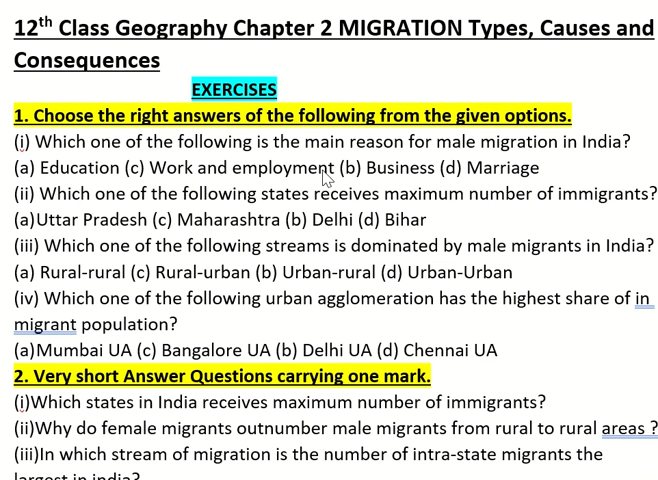 12th Class Geography Chapter 2 MIGRATION Types, Causes and
Consequences
EXERCISES
1. Choose the right answers of the following from the given options.
(i) Which one of the following is the main reason for male migration in India?
(a) Education (c) Work and employment (b) Business (d) Marriage
(ii) Which one of the following states receives maximum number of immigrants?
(a)Uttar Pradesh (c) Maharashtra (b) Delhi (d) Bihar
(iii) Which one of the following streams is dominated by male migrants in India?
(a) Rural-rural (c) Rural-urban (b) Urban-rural (d) Urban-Urban
(iv) Which one of the following urban agglomeration has the highest share of in
migrant population?
(a)Mumbai UA (c) Bangalore UA (b) Delhi UA (d) Chennai UA
2. Very short Answer Questions carrying one mark.
(i)Which states in India receives maximum number of immigrants?
(ii)Why do female migrants outnumber male migrants from rural to rural areas ?
(iii)In which stream of migration is the number of intra-state migrants the
largest in india?